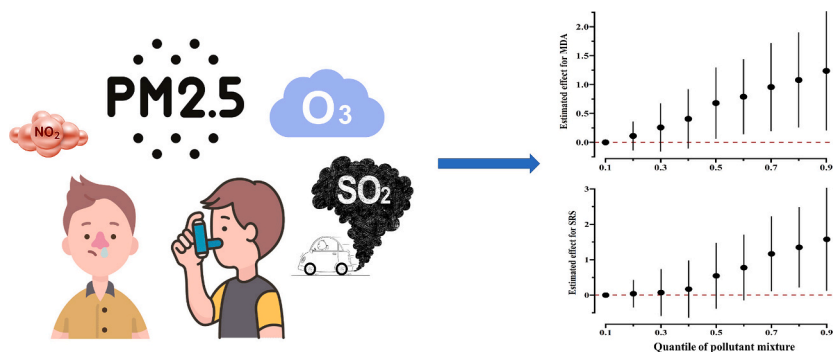 PM2.5
NO2
O3
SO2
Estimated effect for MDA
2.0
1.5
1.0
0.5
0.0
0.1
0.3
0.5
0.7
0.9
Estimated effect for SRS
3
2
1
0
0.1
0.3
0.5
0.7
0.9
Quantile of pollutant mixture